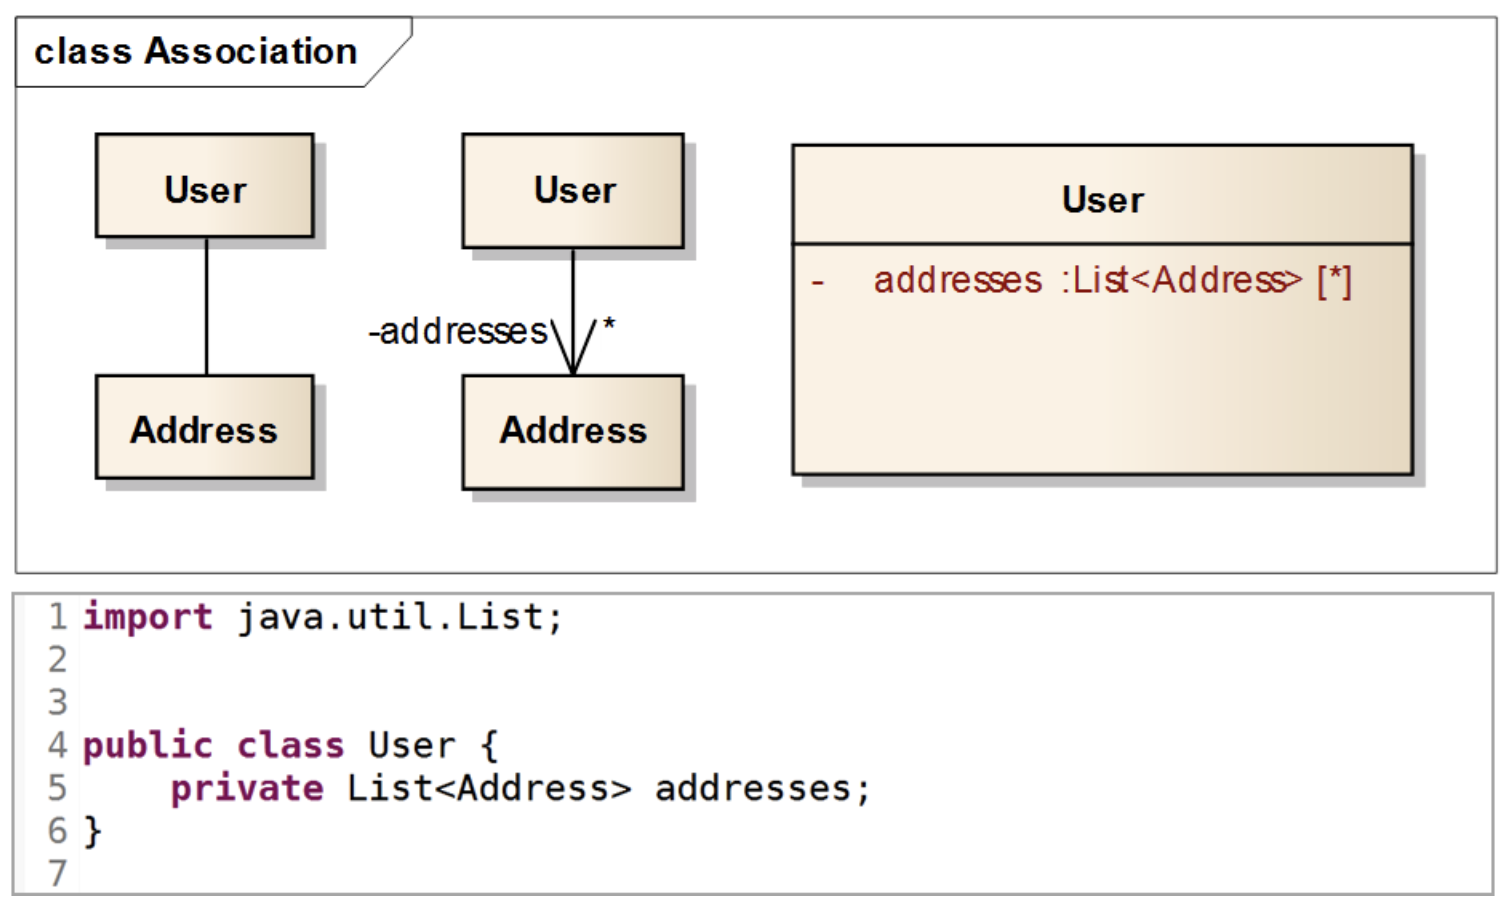 class Association
User
Address
User
-addresses *
Address
User
- addresses :List<Address> [*]
1 import java.util.List;
2
3
4 public class User {
5 private List<Address> addresses;
6 }
7